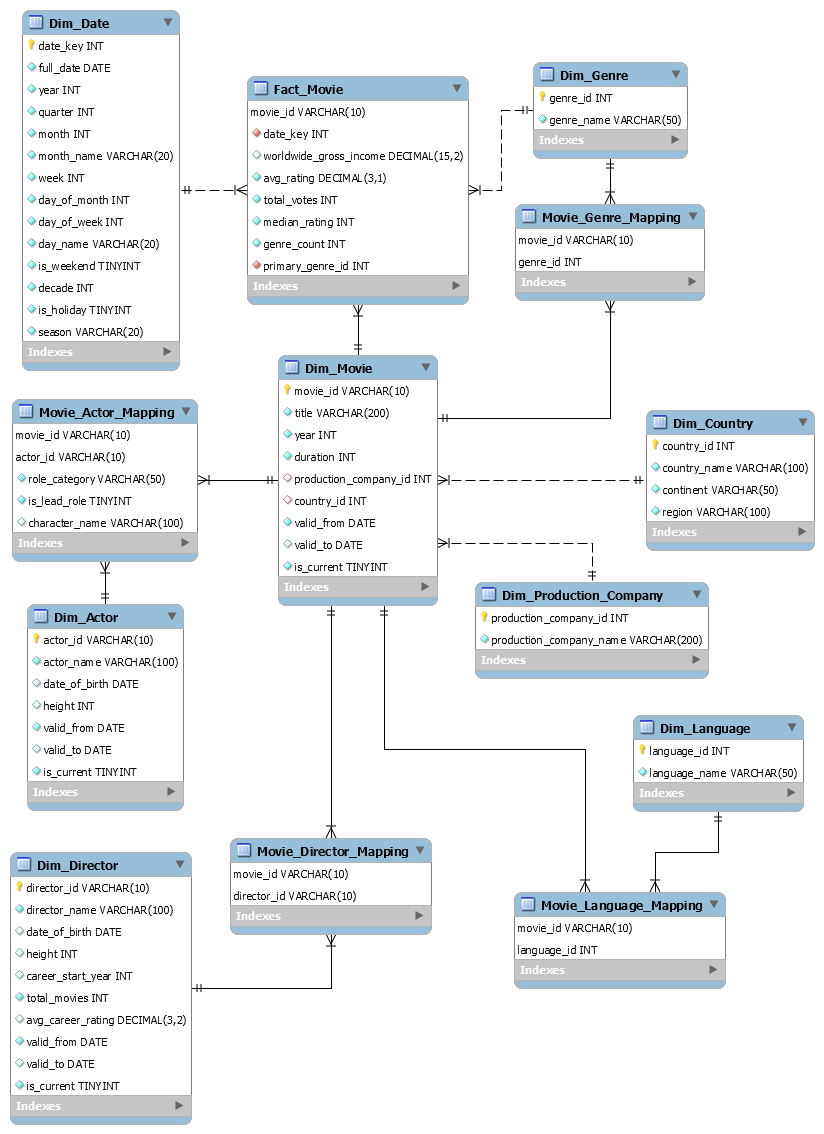 Dim_Date
date_key INT
full_date DATE
year INT
quarter INT
month INT
month_name VARCHAR(20)
week INT
day_of_month INT
day_of_week INT
day_name VARCHAR(20)
is_weekend TINYINT
decade INT
is_holiday TINYINT
season VARCHAR(20)
Indexes
Fact_Movie
movie_id VARCHAR(10)
date_key INT
worldwide_gross_income DECIMAL(15,2)
avg_rating DECIMAL(3,1)
total_votes INT
median_rating INT
genre_count INT
primary_genre_id INT
Indexes
Dim_Genre
genre_id INT
genre_name VARCHAR(50)
Indexes
Movie_Genre_Mapping
movie_id VARCHAR(10)
genre_id INT
Indexes
Dim_Movie
movie_id VARCHAR(10)
title VARCHAR(200)
year INT
duration INT
production_company_id INT
country_id INT
valid_from DATE
valid_to DATE
is_current TINYINT
Indexes
Movie_Actor_Mapping
movie_id VARCHAR(10)
actor_id VARCHAR(10)
role_category VARCHAR(50)
is_lead_role TINYINT
character_name VARCHAR(100)
Indexes
Dim_Country
country_id INT
country_name VARCHAR(100)
continent VARCHAR(50)
region VARCHAR(100)
Indexes
Dim_Production_Company
production_company_id INT
production_company_name VARCHAR(200)
Indexes
Dim_Actor
actor_id VARCHAR(10)
actor_name VARCHAR(100)
date_of_birth DATE
height INT
valid_from DATE
valid_to DATE
is_current TINYINT
Indexes
Dim_Language
language_id INT
language_name VARCHAR(50)
Indexes
Movie_Director_Mapping
movie_id VARCHAR(10)
director_id VARCHAR(10)
Indexes
Dim_Director
director_id VARCHAR(10)
director_name VARCHAR(100)
date_of_birth DATE
height INT
career_start_year INT
total_movies INT
avg_career_rating DECIMAL(3,2)
valid_from DATE
valid_to DATE
is_current TINYINT
Indexes
Movie_Language_Mapping
movie_id VARCHAR(10)
language_id INT
Indexes